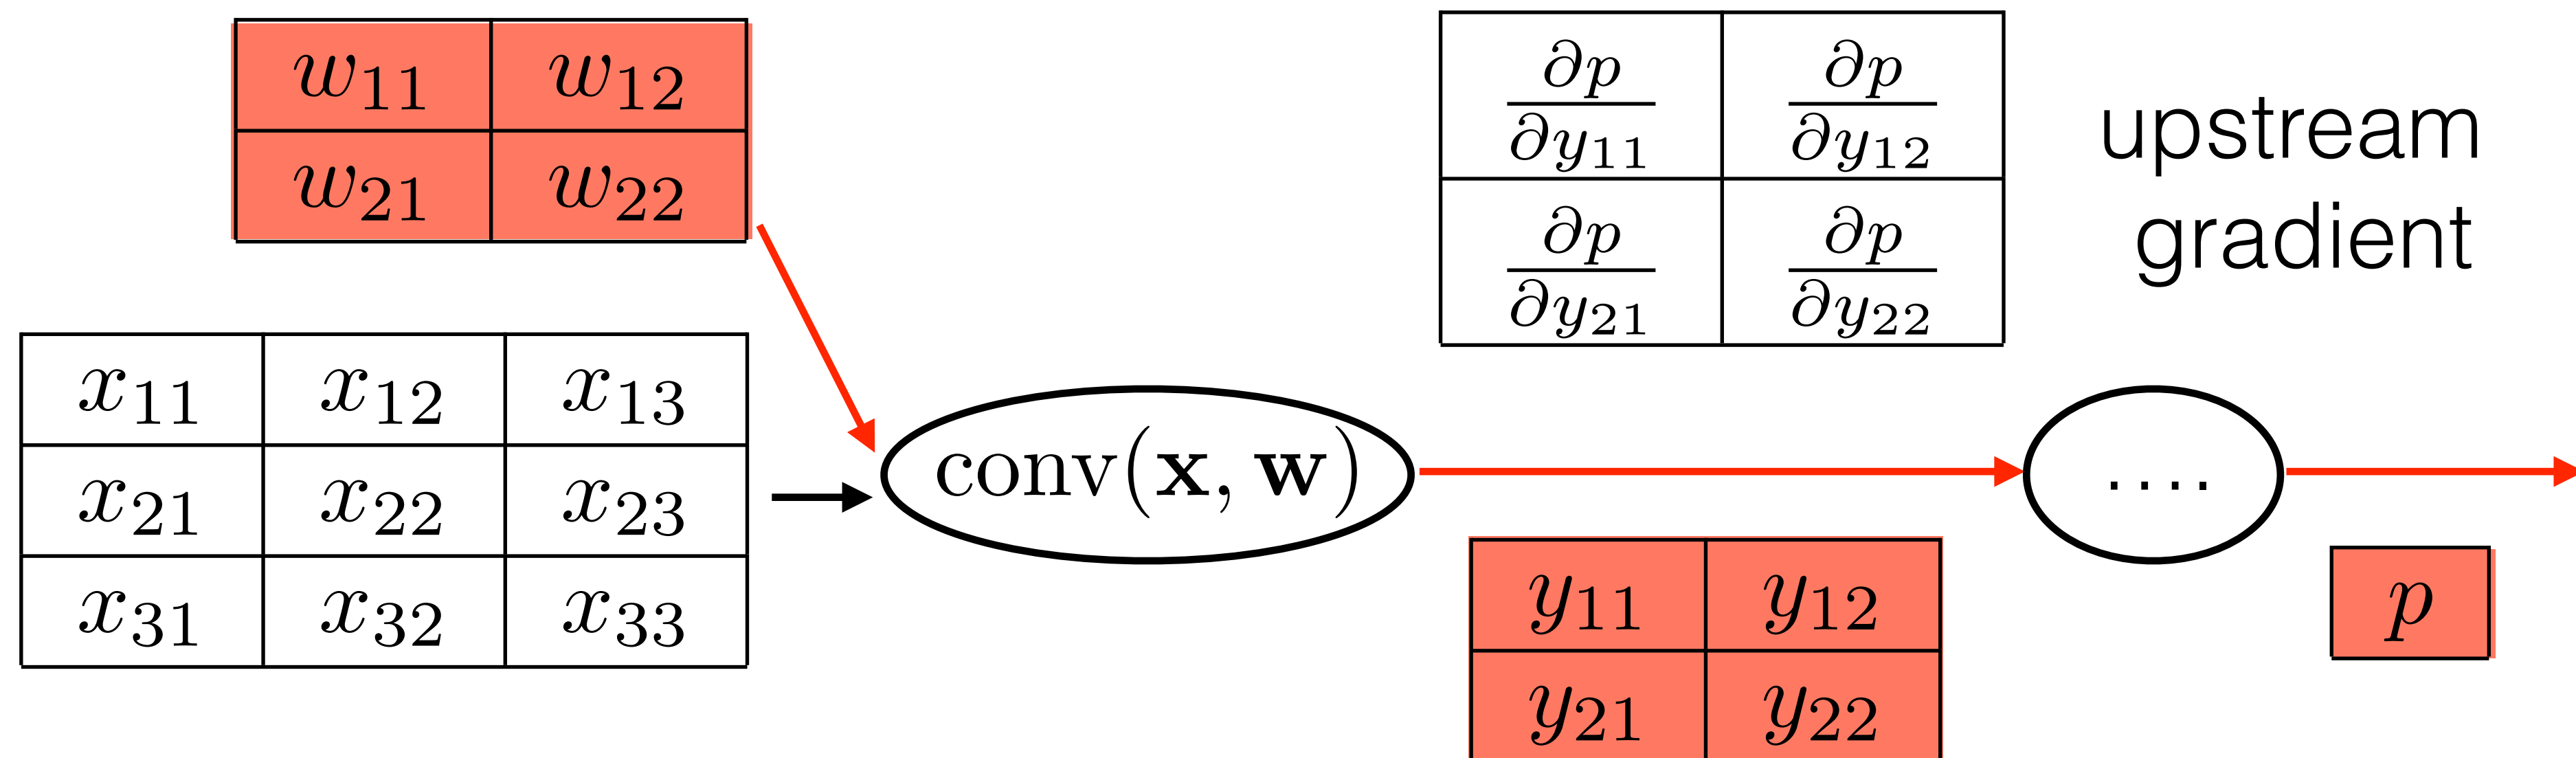 w₁₁ w₁₂
w₂₁ w₂₂
∂p/∂y₁₁ ∂p/∂y₁₂
∂p/∂y₂₁ ∂p/∂y₂₂
upstream
gradient
x₁₁ x₁₂ x₁₃
x₂₁ x₂₂ x₂₃
x₃₁ x₃₂ x₃₃
conv(x, w)
....
y₁₁ y₁₂
y₂₁ y₂₂
p